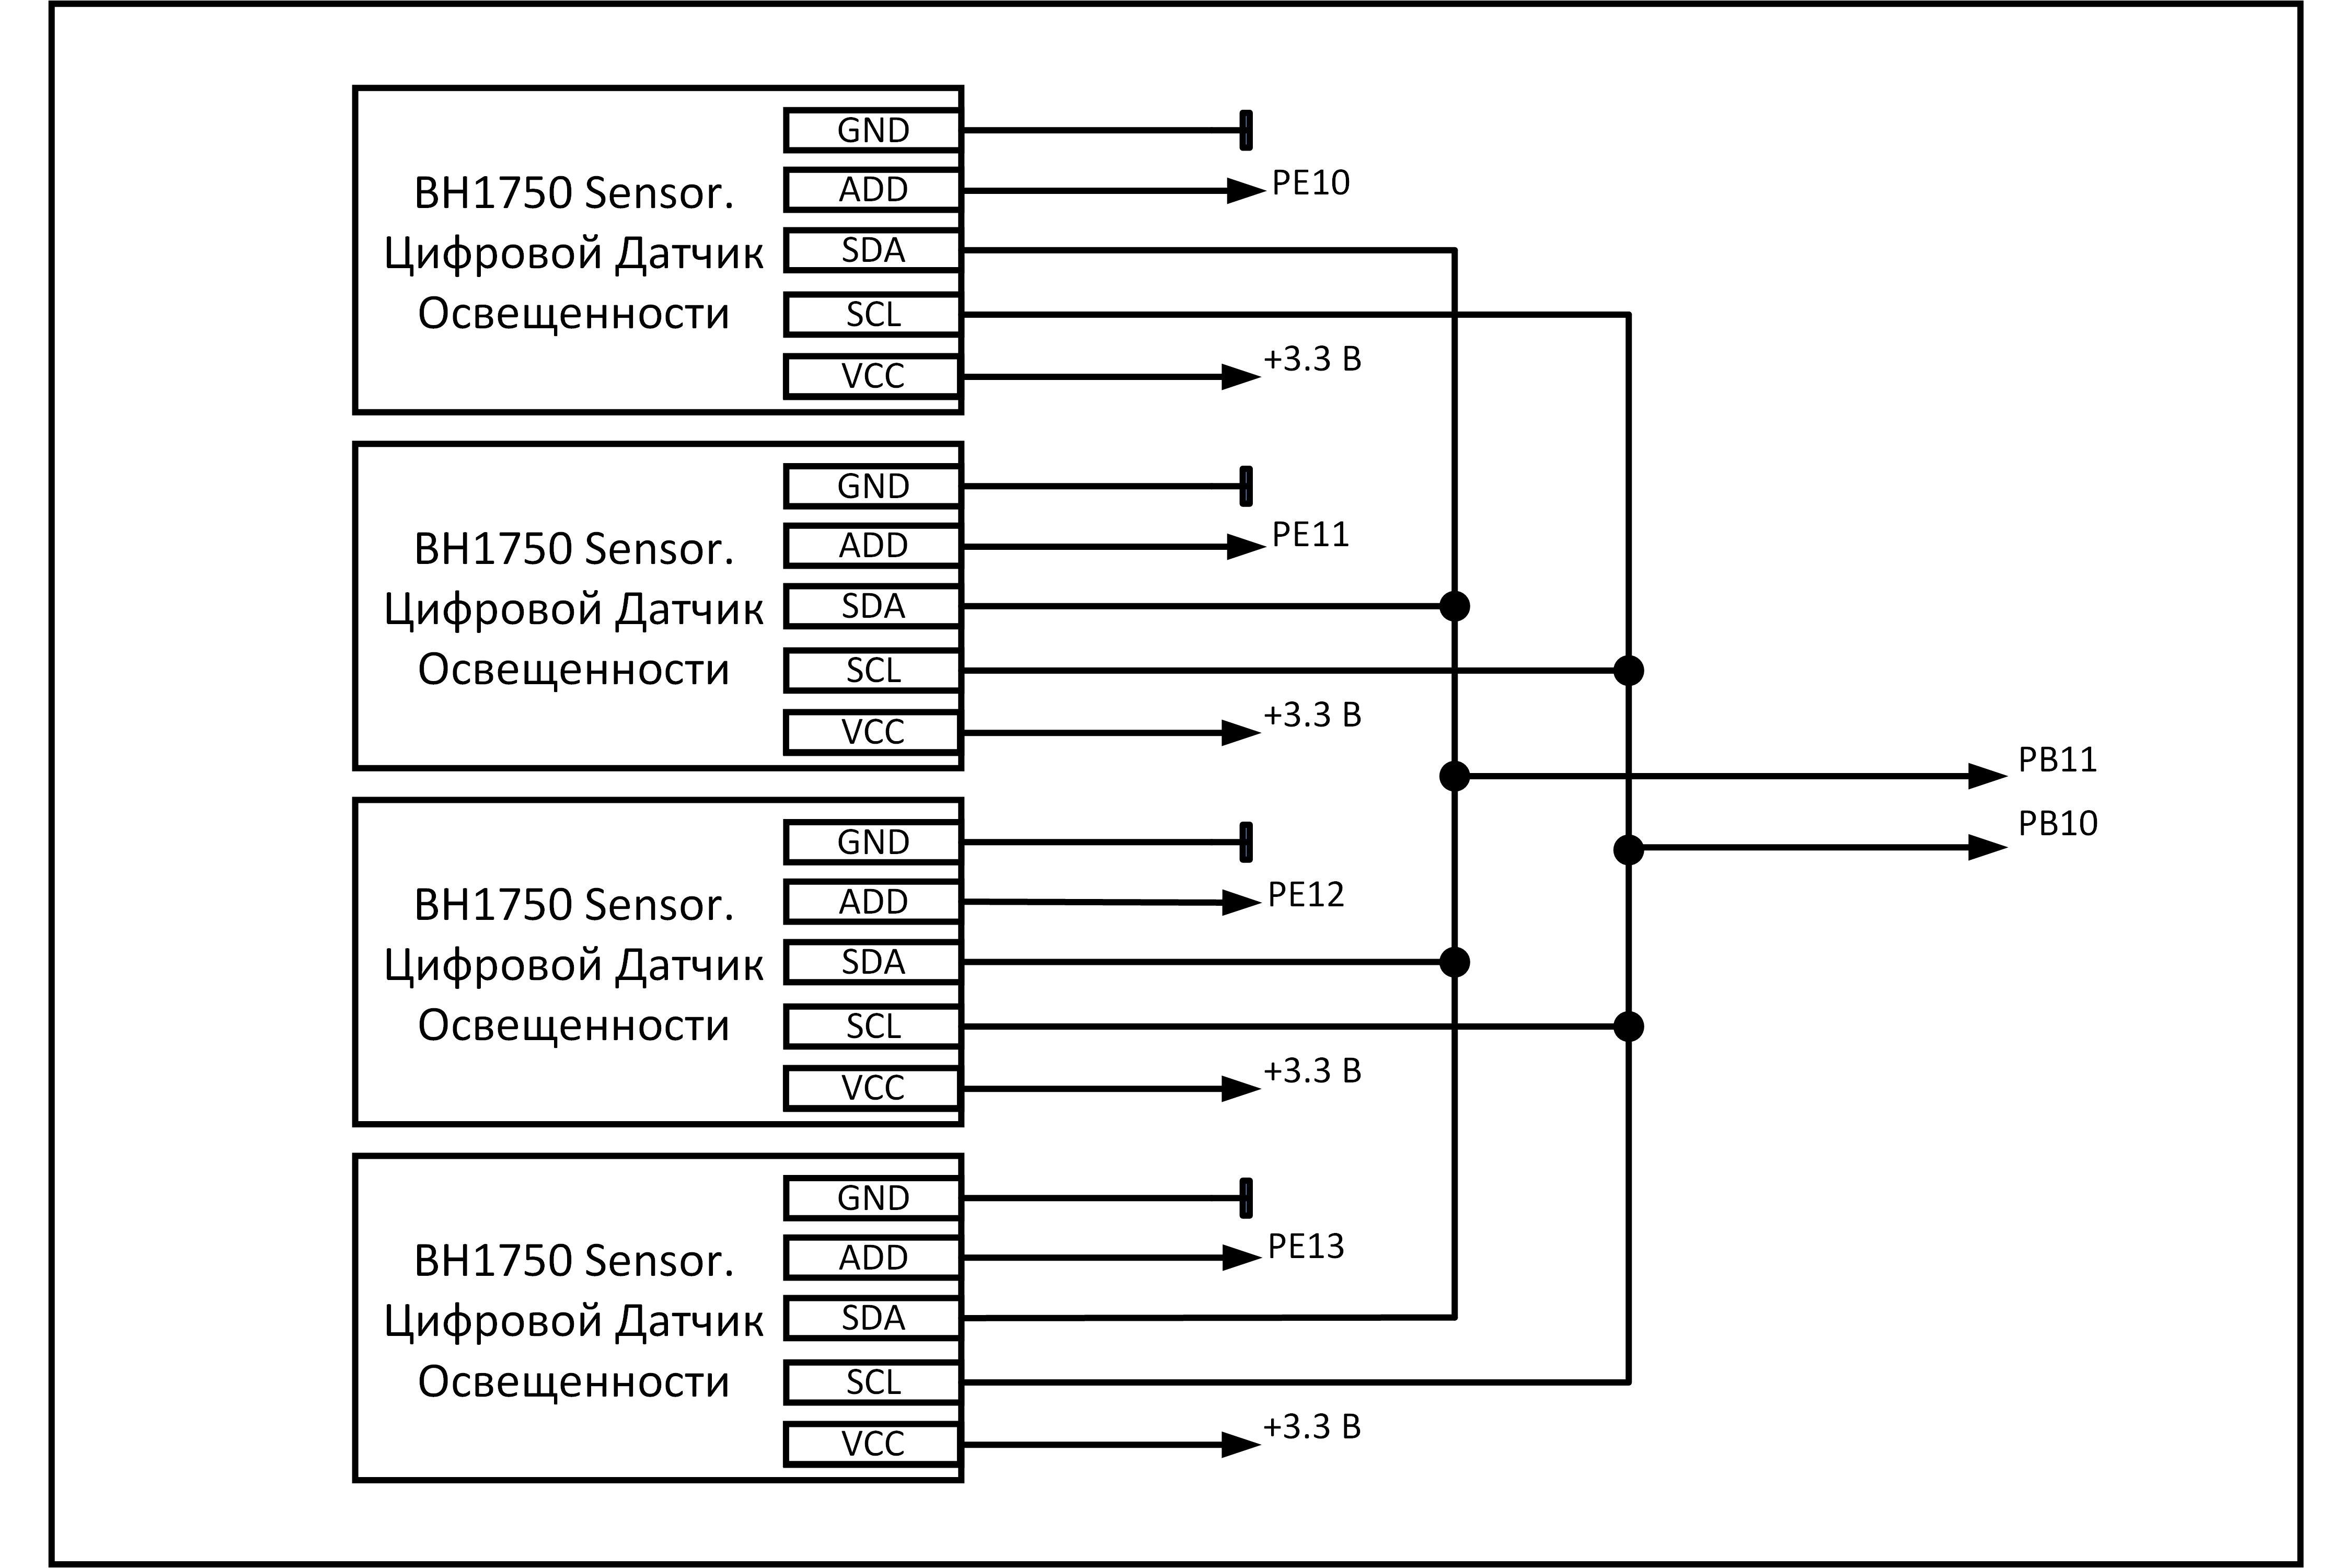 GND
ADD
PE10
BH1750 Sensor.
Цифровой Датчик
Освещенности
SDA
SCL
VCC
+3.3 В
GND
ADD
PE11
BH1750 Sensor.
Цифровой Датчик
Освещенности
SDA
SCL
VCC
+3.3 В
PB11
PB10
GND
ADD
PE12
BH1750 Sensor.
Цифровой Датчик
Освещенности
SDA
SCL
VCC
+3.3 В
GND
ADD
PE13
BH1750 Sensor.
Цифровой Датчик
Освещенности
SDA
SCL
VCC
+3.3 В